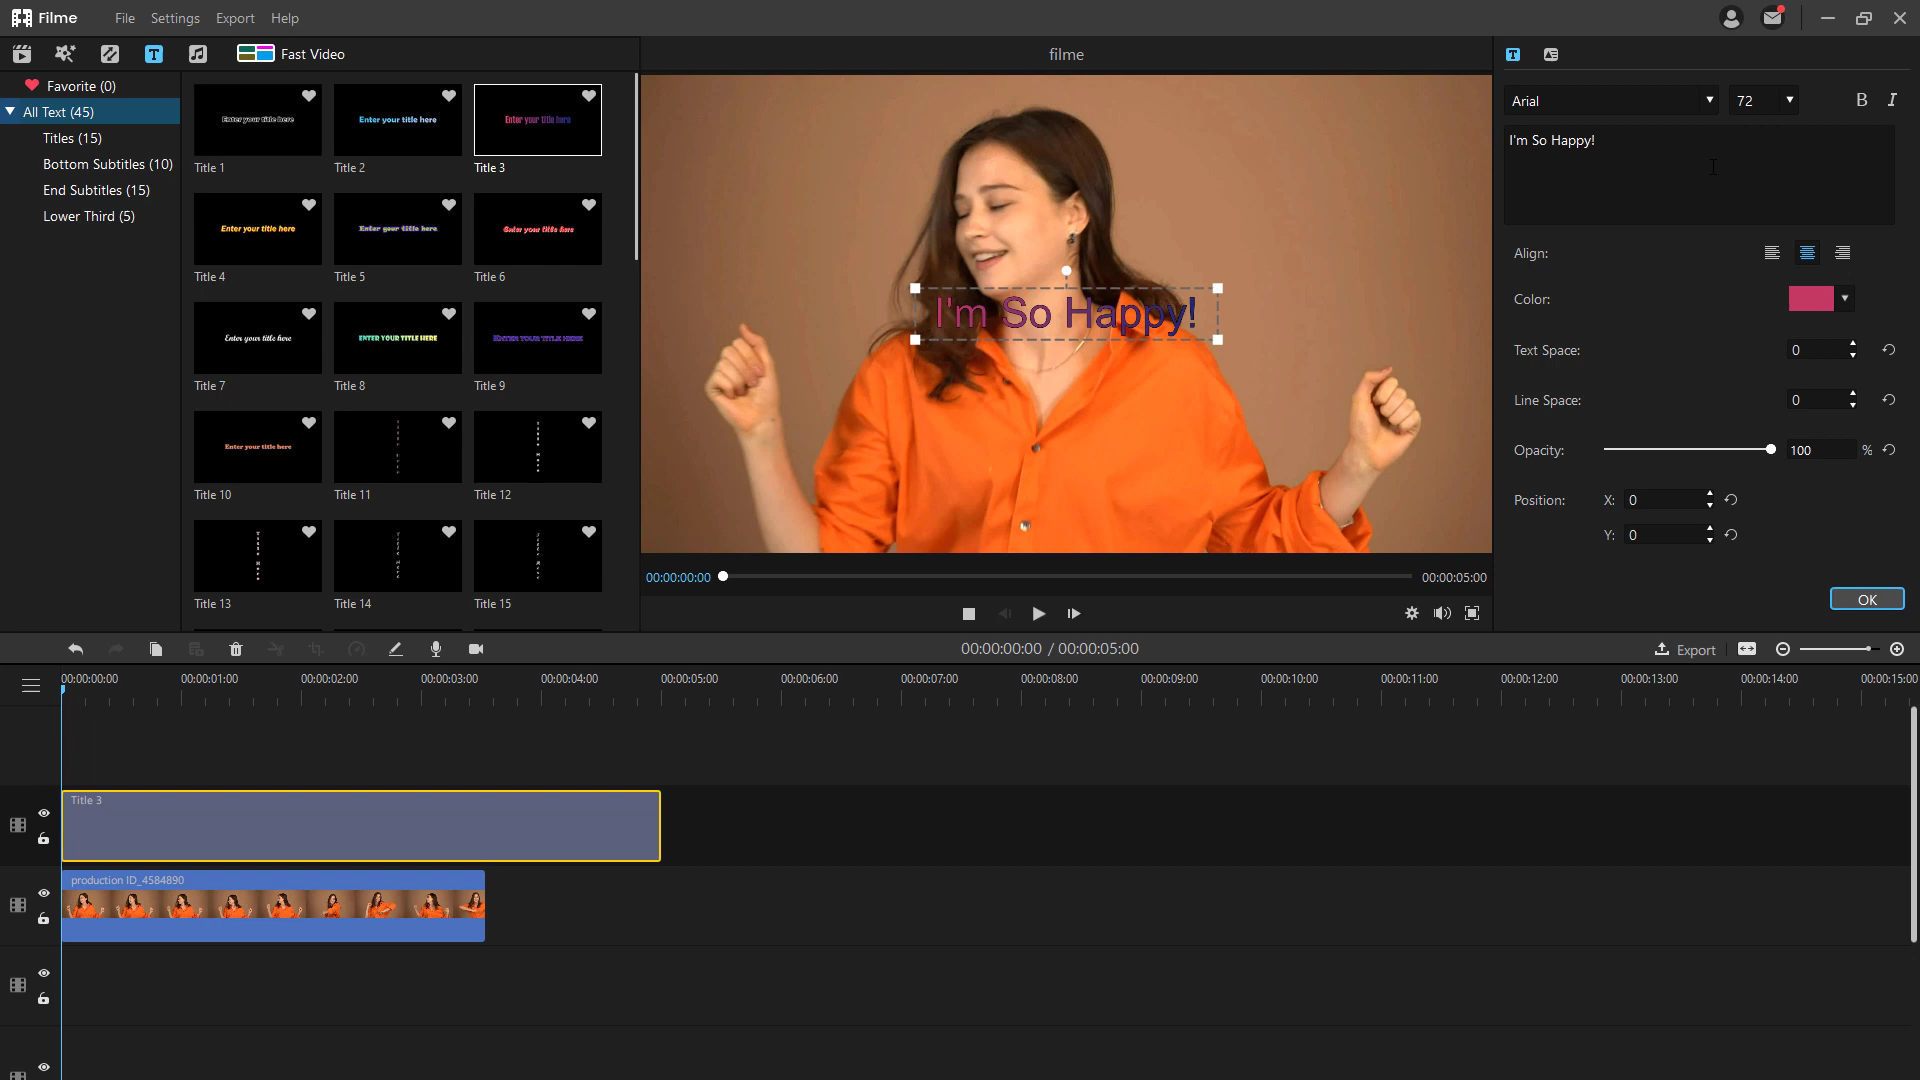 Filme
File Settings Export Help
Fast Video
filme
Favorite (0)
All Text (45)
Titles (15)
Bottom Subtitles (10)
End Subtitles (15)
Lower Third (5)
Enter your title here
Title 1
Enter your title here
Title 2
Enter your title here
Title 3
Enter your title here
Title 4
Enter your title here
Title 5
Enter your title here
Title 6
Enter your title here
Title 7
ENTER YOUR TITLE HERE
Title 8
ENTER YOUR TITLE HERE
Title 9
Enter your title here
Title 10
Title 11
Title 12
Title 13
Title 14
Title 15
I'm So Happy!
00:00:00:00
00:00:05:00
Arial 72 B I
I'm So Happy!
Align:
Color:
Text Space: 0
Line Space: 0
Opacity: 100 %
Position: X: 0
Y: 0
OK
00:00:00:00 / 00:00:05:00
Export
00:00:00:00 00:00:01:00 00:00:02:00 00:00:03:00 00:00:04:00 00:00:05:00 00:00:06:00 00:00:07:00 00:00:08:00 00:00:09:00 00:00:10:00 00:00:11:00 00:00:12:00 00:00:13:00 00:00:14:00 00:00:15:00
Title 3
production ID_4584890